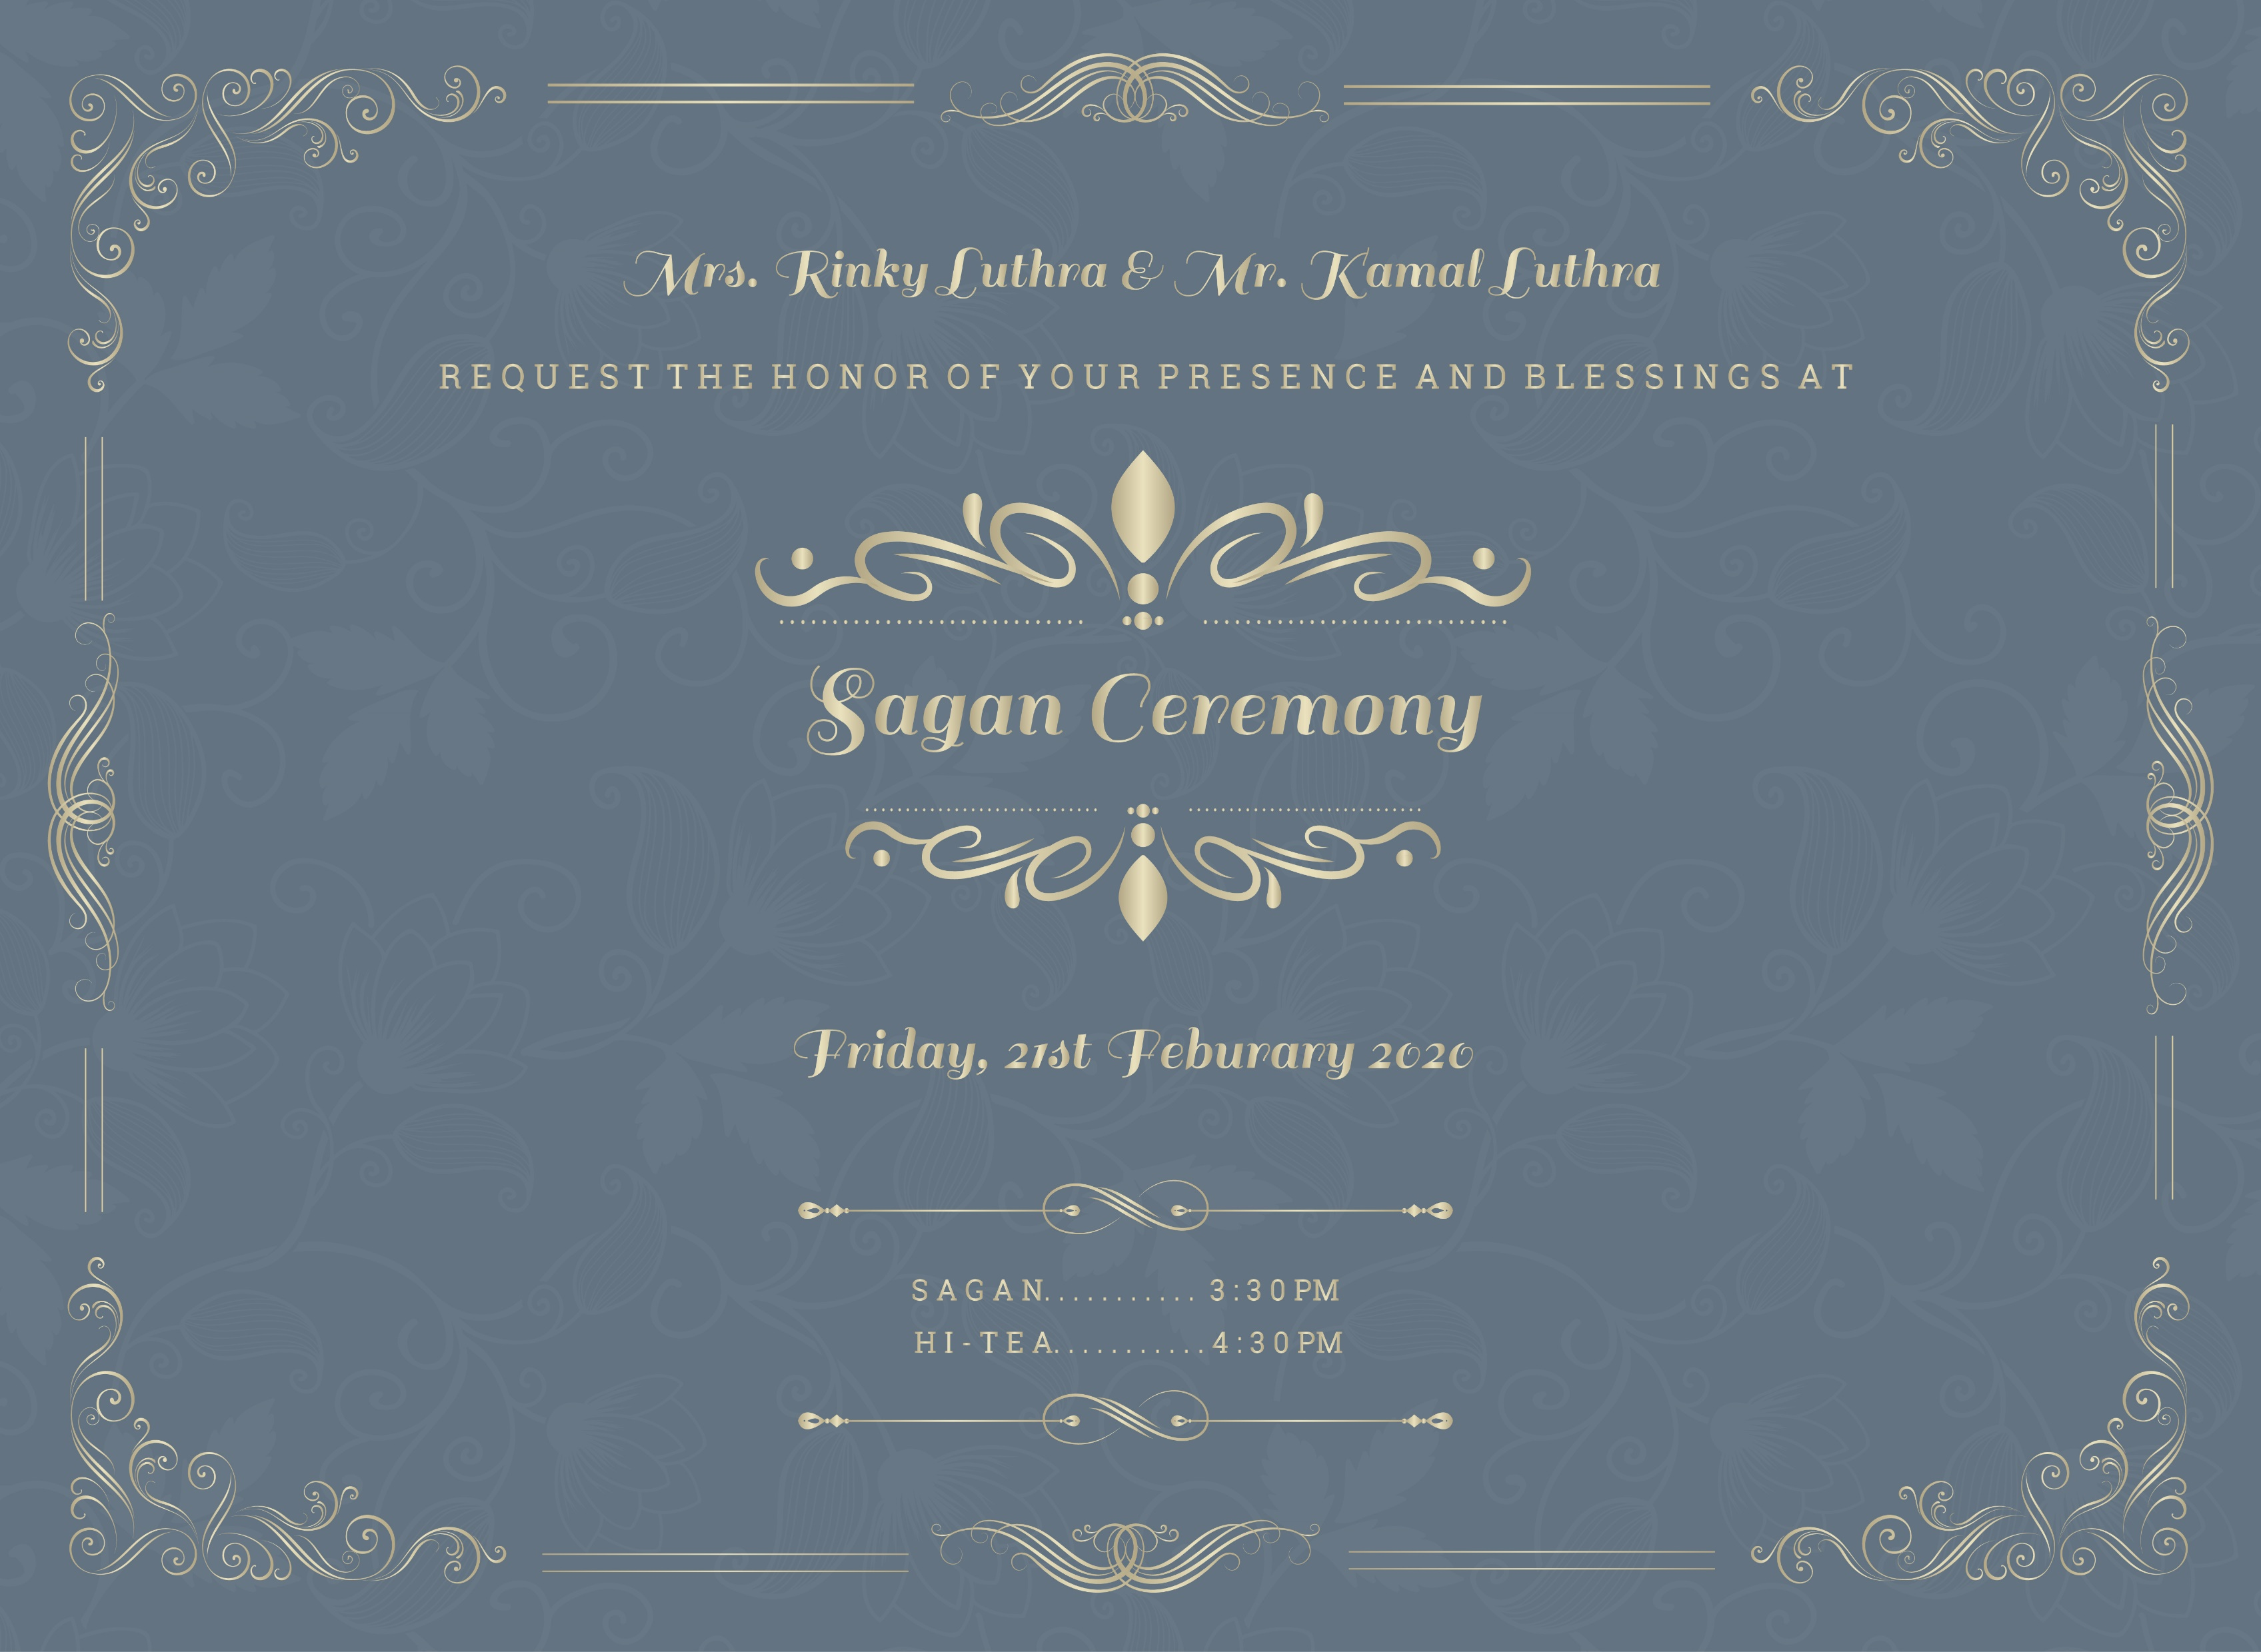 Mrs. Rinky Luthra & Mr. Kamal Luthra
REQUEST THE HONOR OF YOUR PRESENCE AND BLESSINGS AT
Sagan Ceremony
Friday, 21st Feburary 2020
SAGAN........... 3:30PM
HI-TEA...........4:30PM